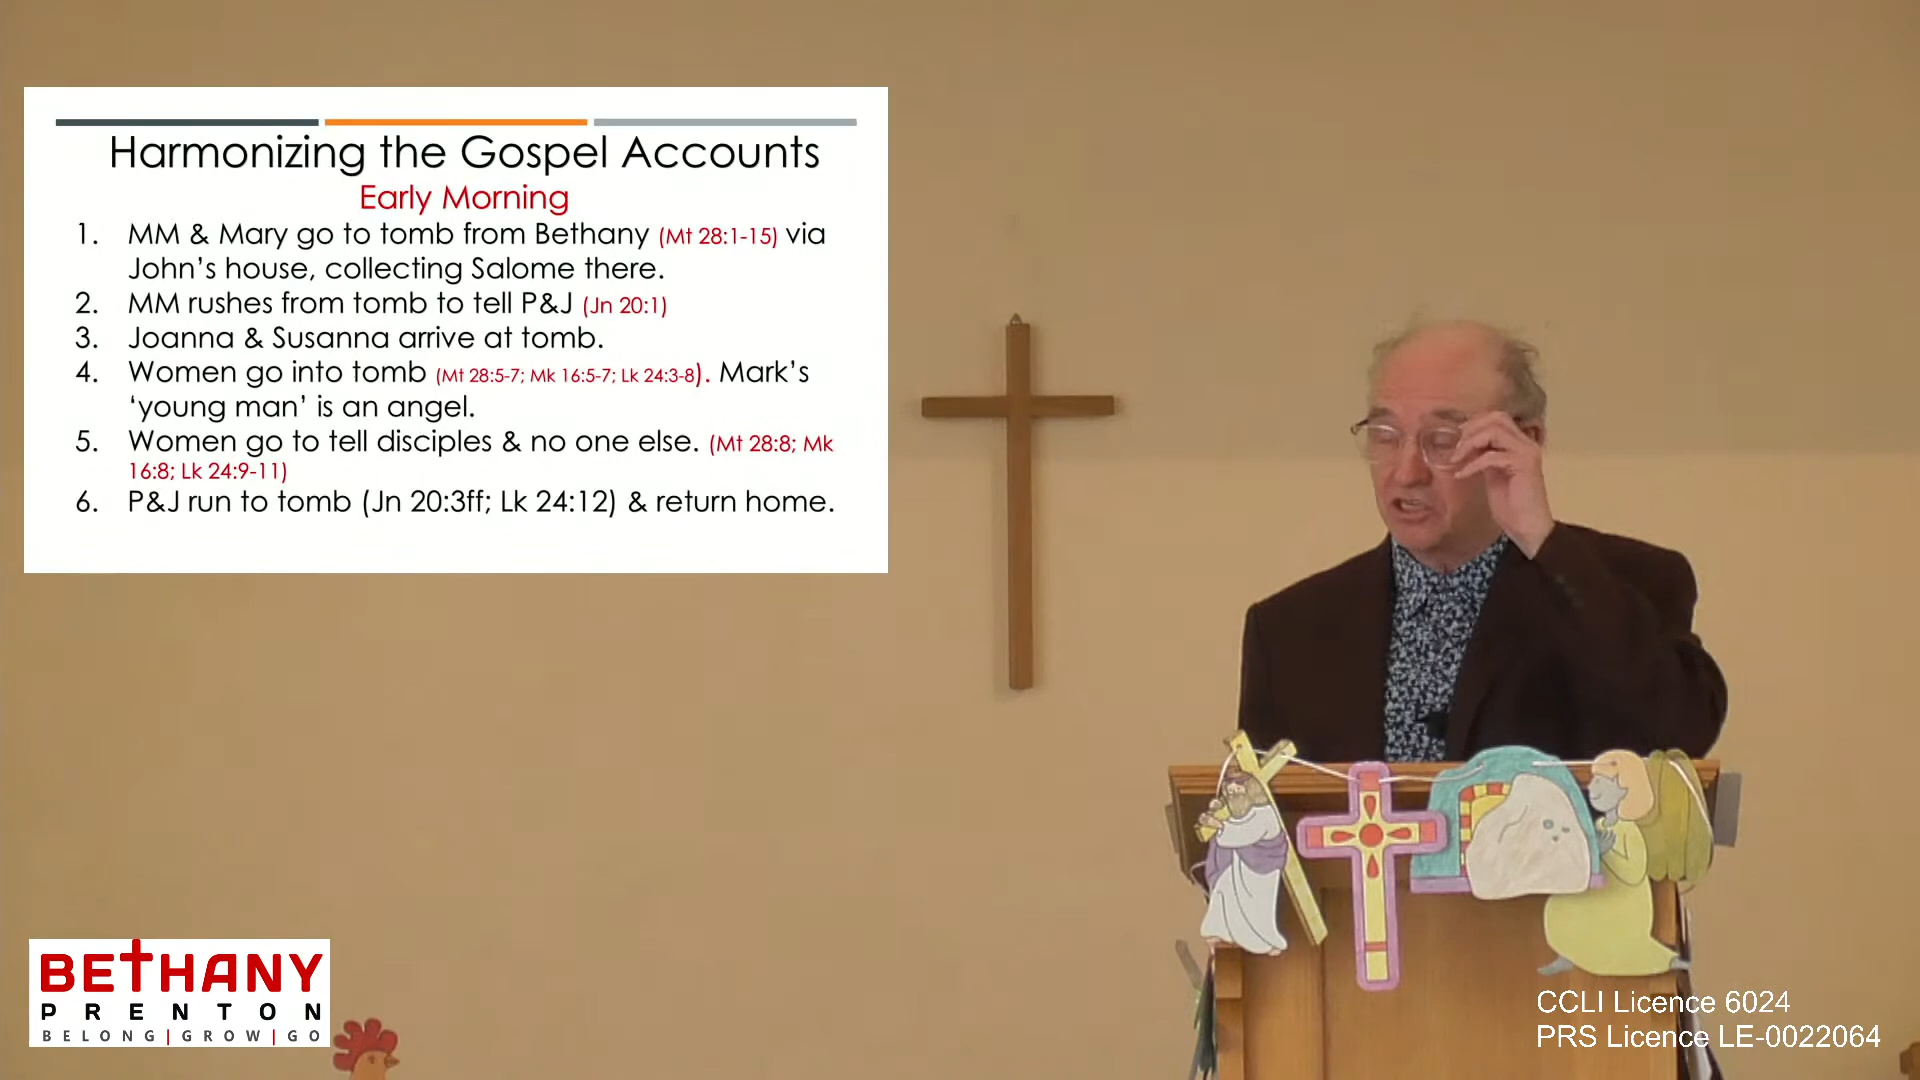 Harmonizing the Gospel Accounts
Early Morning
1. MM & Mary go to tomb from Bethany (Mt 28:1-15) via
John’s house, collecting Salome there.
2. MM rushes from tomb to tell P&J (Jn 20:1)
3. Joanna & Susanna arrive at tomb.
4. Women go into tomb (Mt 28:5-7; Mk 16:5-7; Lk 24:3-8). Mark’s
‘young man’ is an angel.
5. Women go to tell disciples & no one else. (Mt 28:8; Mk
16:8; Lk 24:9-11)
6. P&J run to tomb (Jn 20:3ff; Lk 24:12) & return home.
BETHANY
PRENTON
BELONG|GROW|GO
CCLI Licence 6024
PRS Licence LE-0022064